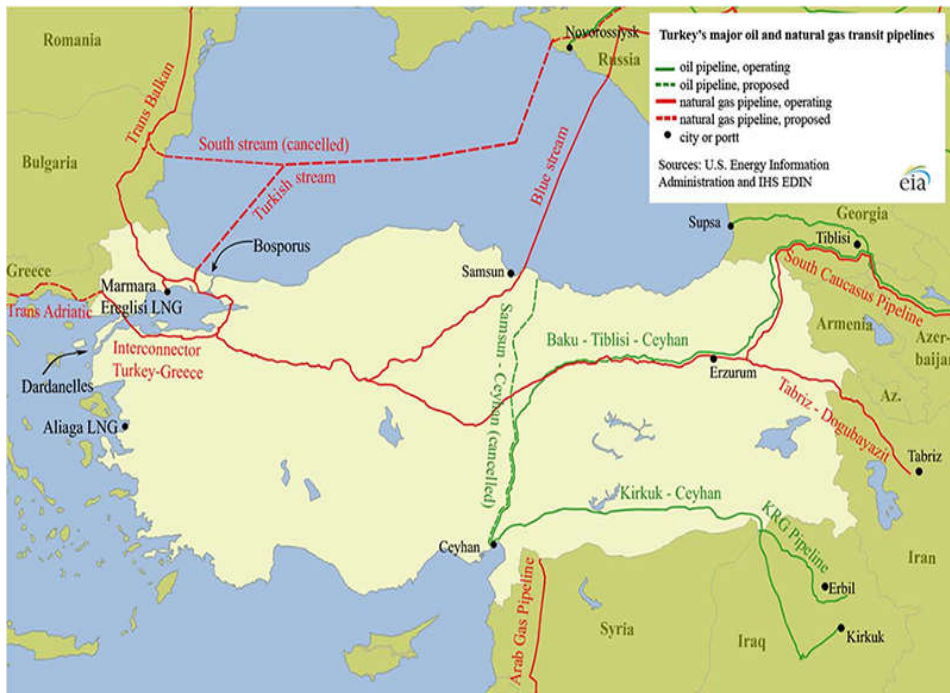 Turkey's major oil and natural gas transit pipelines
oil pipeline, operating
oil pipeline, proposed
natural gas pipeline, operating
natural gas pipeline, proposed
city or portt
Sources: U.S. Energy Information
Administration and IHS EDIN
eia
Romania
Novorossiysk
Russia
Trans Balkan
South stream (cancelled)
Turkish
stream
Blue stream
Bulgaria
Bosporus
Supsa
Georgia
Tiblisi
Greece
Samsun
South Caucasus Pipeline
Marmara
Ereglisi LNG
Trans Adriatic
Armenia
Azer-
baijan
Interconnector
Turkey-Greece
Samsun - Ceyhan (cancelled)
Baku - Tiblisi - Ceyhan
Erzurum
Az.
Dardanelles
Tabriz - Dogubayazit
Aliaga LNG
Tabriz
Kirkuk - Ceyhan
KRG Pipeline
Ceyhan
Iran
Erbil
Arab Gas Pipeline
Syria
Iraq
Kirkuk